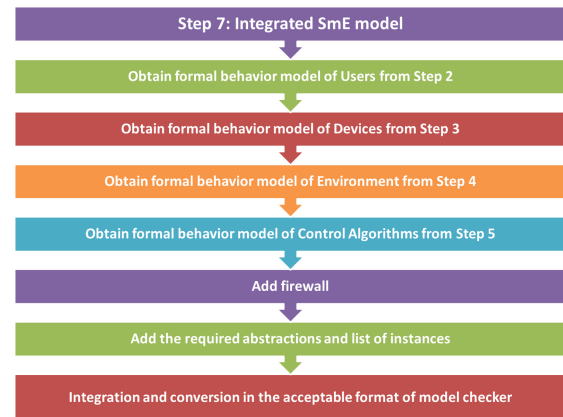 Step 7: Integrated SmE model
Obtain formal behavior model of Users from Step 2
Obtain formal behavior model of Devices from Step 3
Obtain formal behavior model of Environment from Step 4
Obtain formal behavior model of Control Algorithms from Step 5
Add firewall
Add the required abstractions and list of instances
Integration and conversion in the acceptable format of model checker